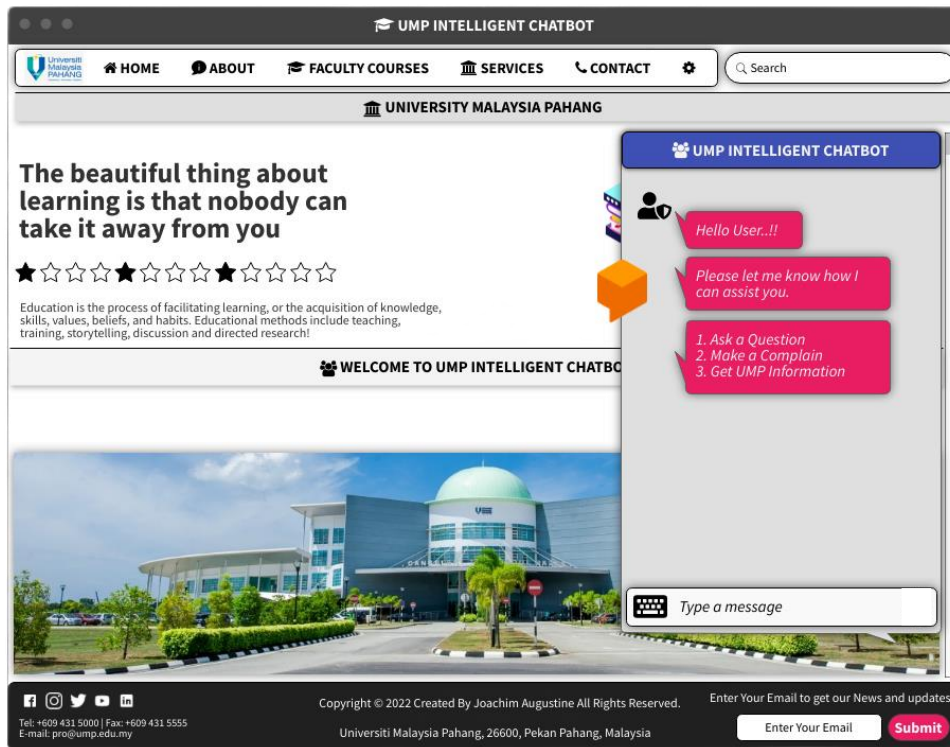 UMP INTELLIGENT CHATBOT
Universiti
Malaysia
PAHANG
HOME
ABOUT
FACULTY COURSES
SERVICES
CONTACT
Search
UNIVERSITY MALAYSIA PAHANG
The beautiful thing about
learning is that nobody can
take it away from you
Education is the process of facilitating learning, or the acquisition of knowledge,
skills, values, beliefs, and habits. Educational methods include teaching,
training, storytelling, discussion and directed research!
WELCOME TO UMP INTELLIGENT CHATBO
UMP INTELLIGENT CHATBOT
Hello User..!!
Please let me know how I
can assist you.
1. Ask a Question
2. Make a Complain
3. Get UMP Information
Type a message
Tel: +609 431 5000 | Fax: +609 431 5555
E-mail: pro@ump.edu.my
Copyright © 2022 Created By Joachim Augustine All Rights Reserved.
Universiti Malaysia Pahang, 26600, Pekan Pahang, Malaysia
Enter Your Email to get our News and updates
Enter Your Email
Submit